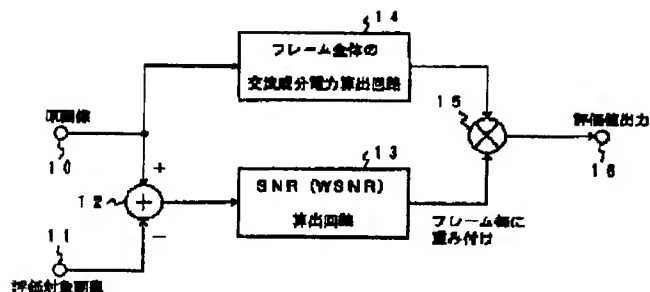 14
フレーム全体の
交流成分電力算出回路
原画像
10
15
評価値出力
16
13
+
12
+
SNR (WSNR)
算出回路
−
フレーム毎に
重み付け
11
評価対象画像